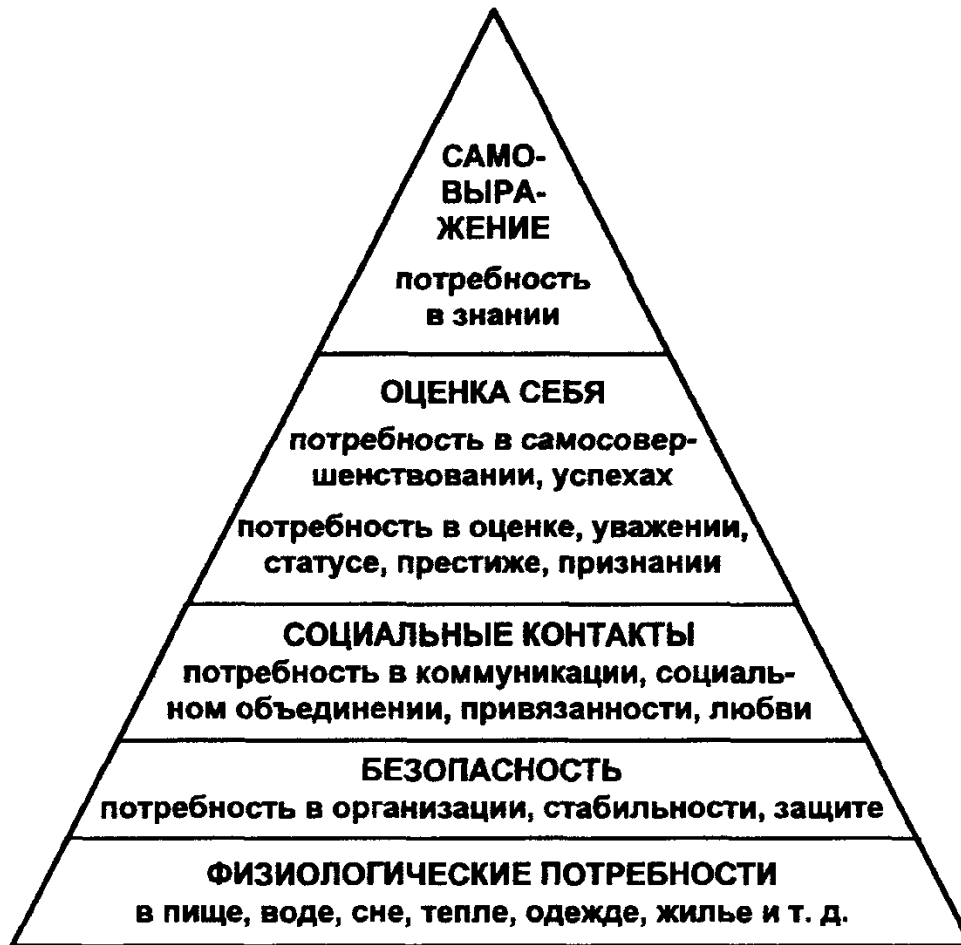 САМО-
ВЫРА-
ЖЕНИЕ
потребность
в знании
ОЦЕНКА СЕБЯ
потребность в самосовер-
шенствовании, успехах
потребность в оценке, уважении,
статусе, престиже, признании
СОЦИАЛЬНЫЕ КОНТАКТЫ
потребность в коммуникации, социаль-
ном объединении, привязанности, любви
БЕЗОПАСНОСТЬ
потребность в организации, стабильности, защите
ФИЗИОЛОГИЧЕСКИЕ ПОТРЕБНОСТИ
в пище, воде, сне, тепле, одежде, жилье и т. д.